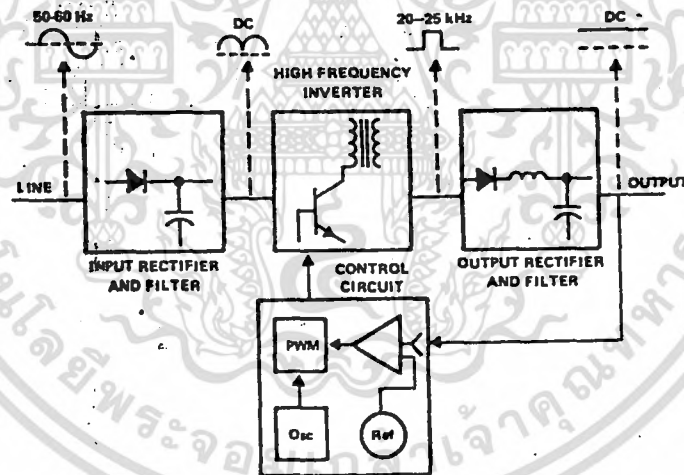 50-60 Hz
DC
20–25 kHz
DC
HIGH FREQUENCY
INVERTER
LINE
OUTPUT
INPUT RECTIFIER
AND FILTER
CONTROL
CIRCUIT
OUTPUT RECTIFIER
AND FILTER
PWM
Osc
Ref